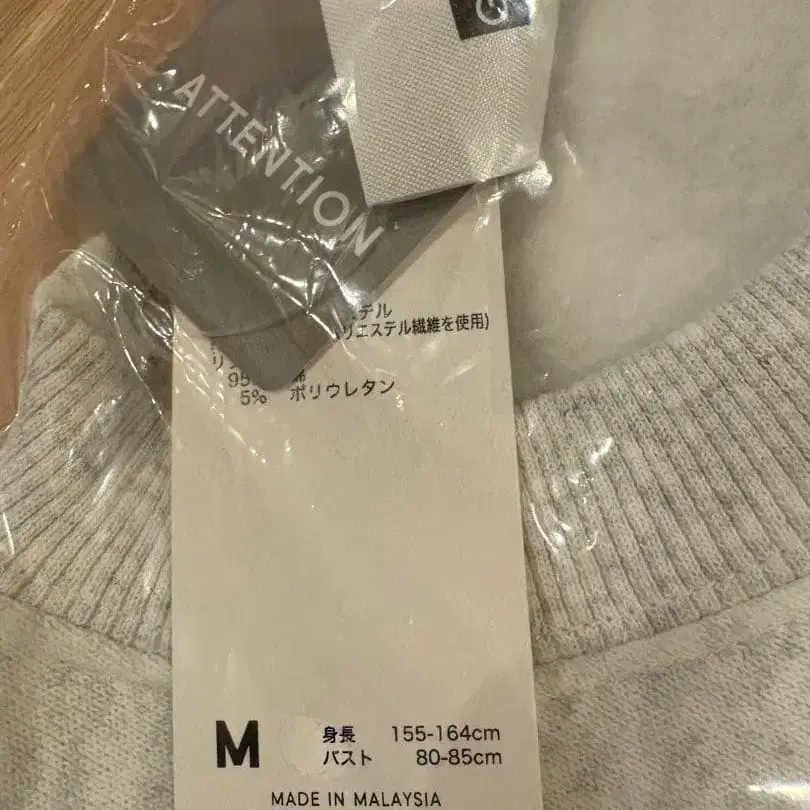 ATTENTION
ステル
リエステル繊維を使用)
リ
95
5% ポリウレタン
M
身長 155-164cm
バスト 80-85cm
MADE IN MALAYSIA